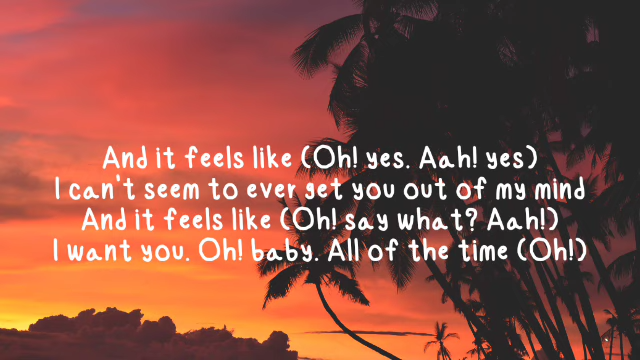 And it feels like (Oh! yes. Aah! yes)
I can't seem to ever get you out of my mind
And it feels like (Oh! say what? Aah!)
I want you. Oh! baby. All of the time (Oh!)